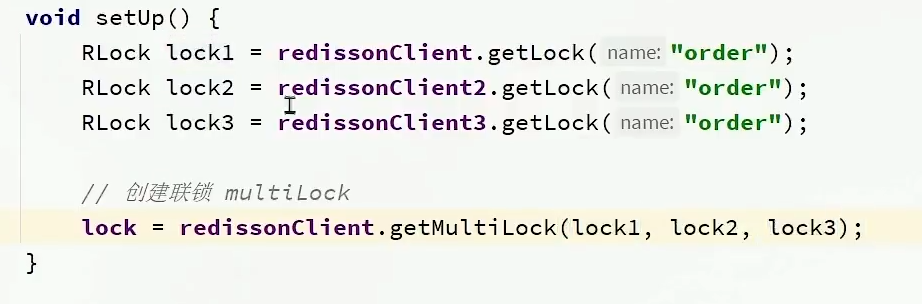 void setUp() {
RLock lock1 = redissonClient.getLock( name: "order");
RLock lock2 = redissonClient2.getLock( name: "order");
RLock lock3 = redissonClient3.getLock( name: "order");
// 创建联锁 multiLock
lock = redissonClient.getMultiLock(lock1, lock2, lock3);
}